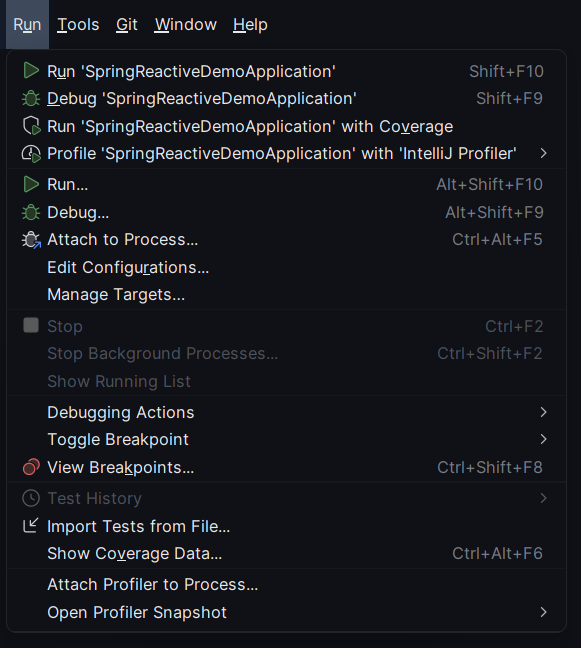 Run Tools Git Window Help
Run 'SpringReactiveDemoApplication' Shift+F10
Debug 'SpringReactiveDemoApplication' Shift+F9
Run 'SpringReactiveDemoApplication' with Coverage
Profile 'SpringReactiveDemoApplication' with 'IntelliJ Profiler'
Run... Alt+Shift+F10
Debug... Alt+Shift+F9
Attach to Process... Ctrl+Alt+F5
Edit Configurations...
Manage Targets...
Stop Ctrl+F2
Stop Background Processes... Ctrl+Shift+F2
Show Running List
Debugging Actions
Toggle Breakpoint
View Breakpoints... Ctrl+Shift+F8
Test History
Import Tests from File...
Show Coverage Data... Ctrl+Alt+F6
Attach Profiler to Process...
Open Profiler Snapshot